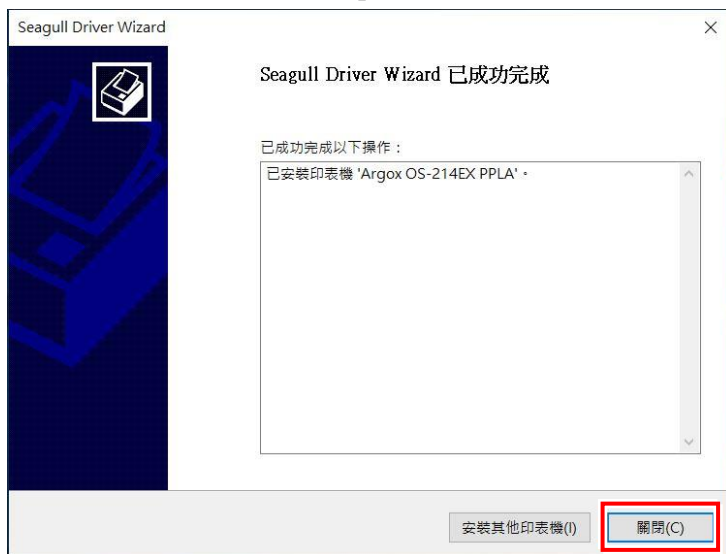 Seagull Driver Wizard
Seagull Driver Wizard 已成功完成
已成功完成以下操作：
已安裝印表機 'Argox OS-214EX PPLA'。
安裝其他印表機(I)
關閉(C)